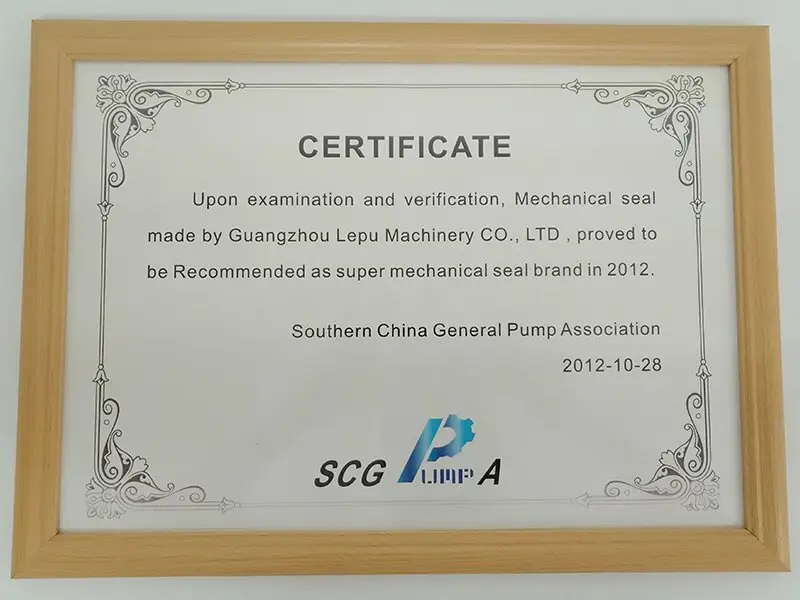 CERTIFICATE
Upon examination and verification, Mechanical seal
made by Guangzhou Lepu Machinery CO., LTD , proved to
be Recommended as super mechanical seal brand in 2012.
Southern China General Pump Association
2012-10-28
SCG PUMP A